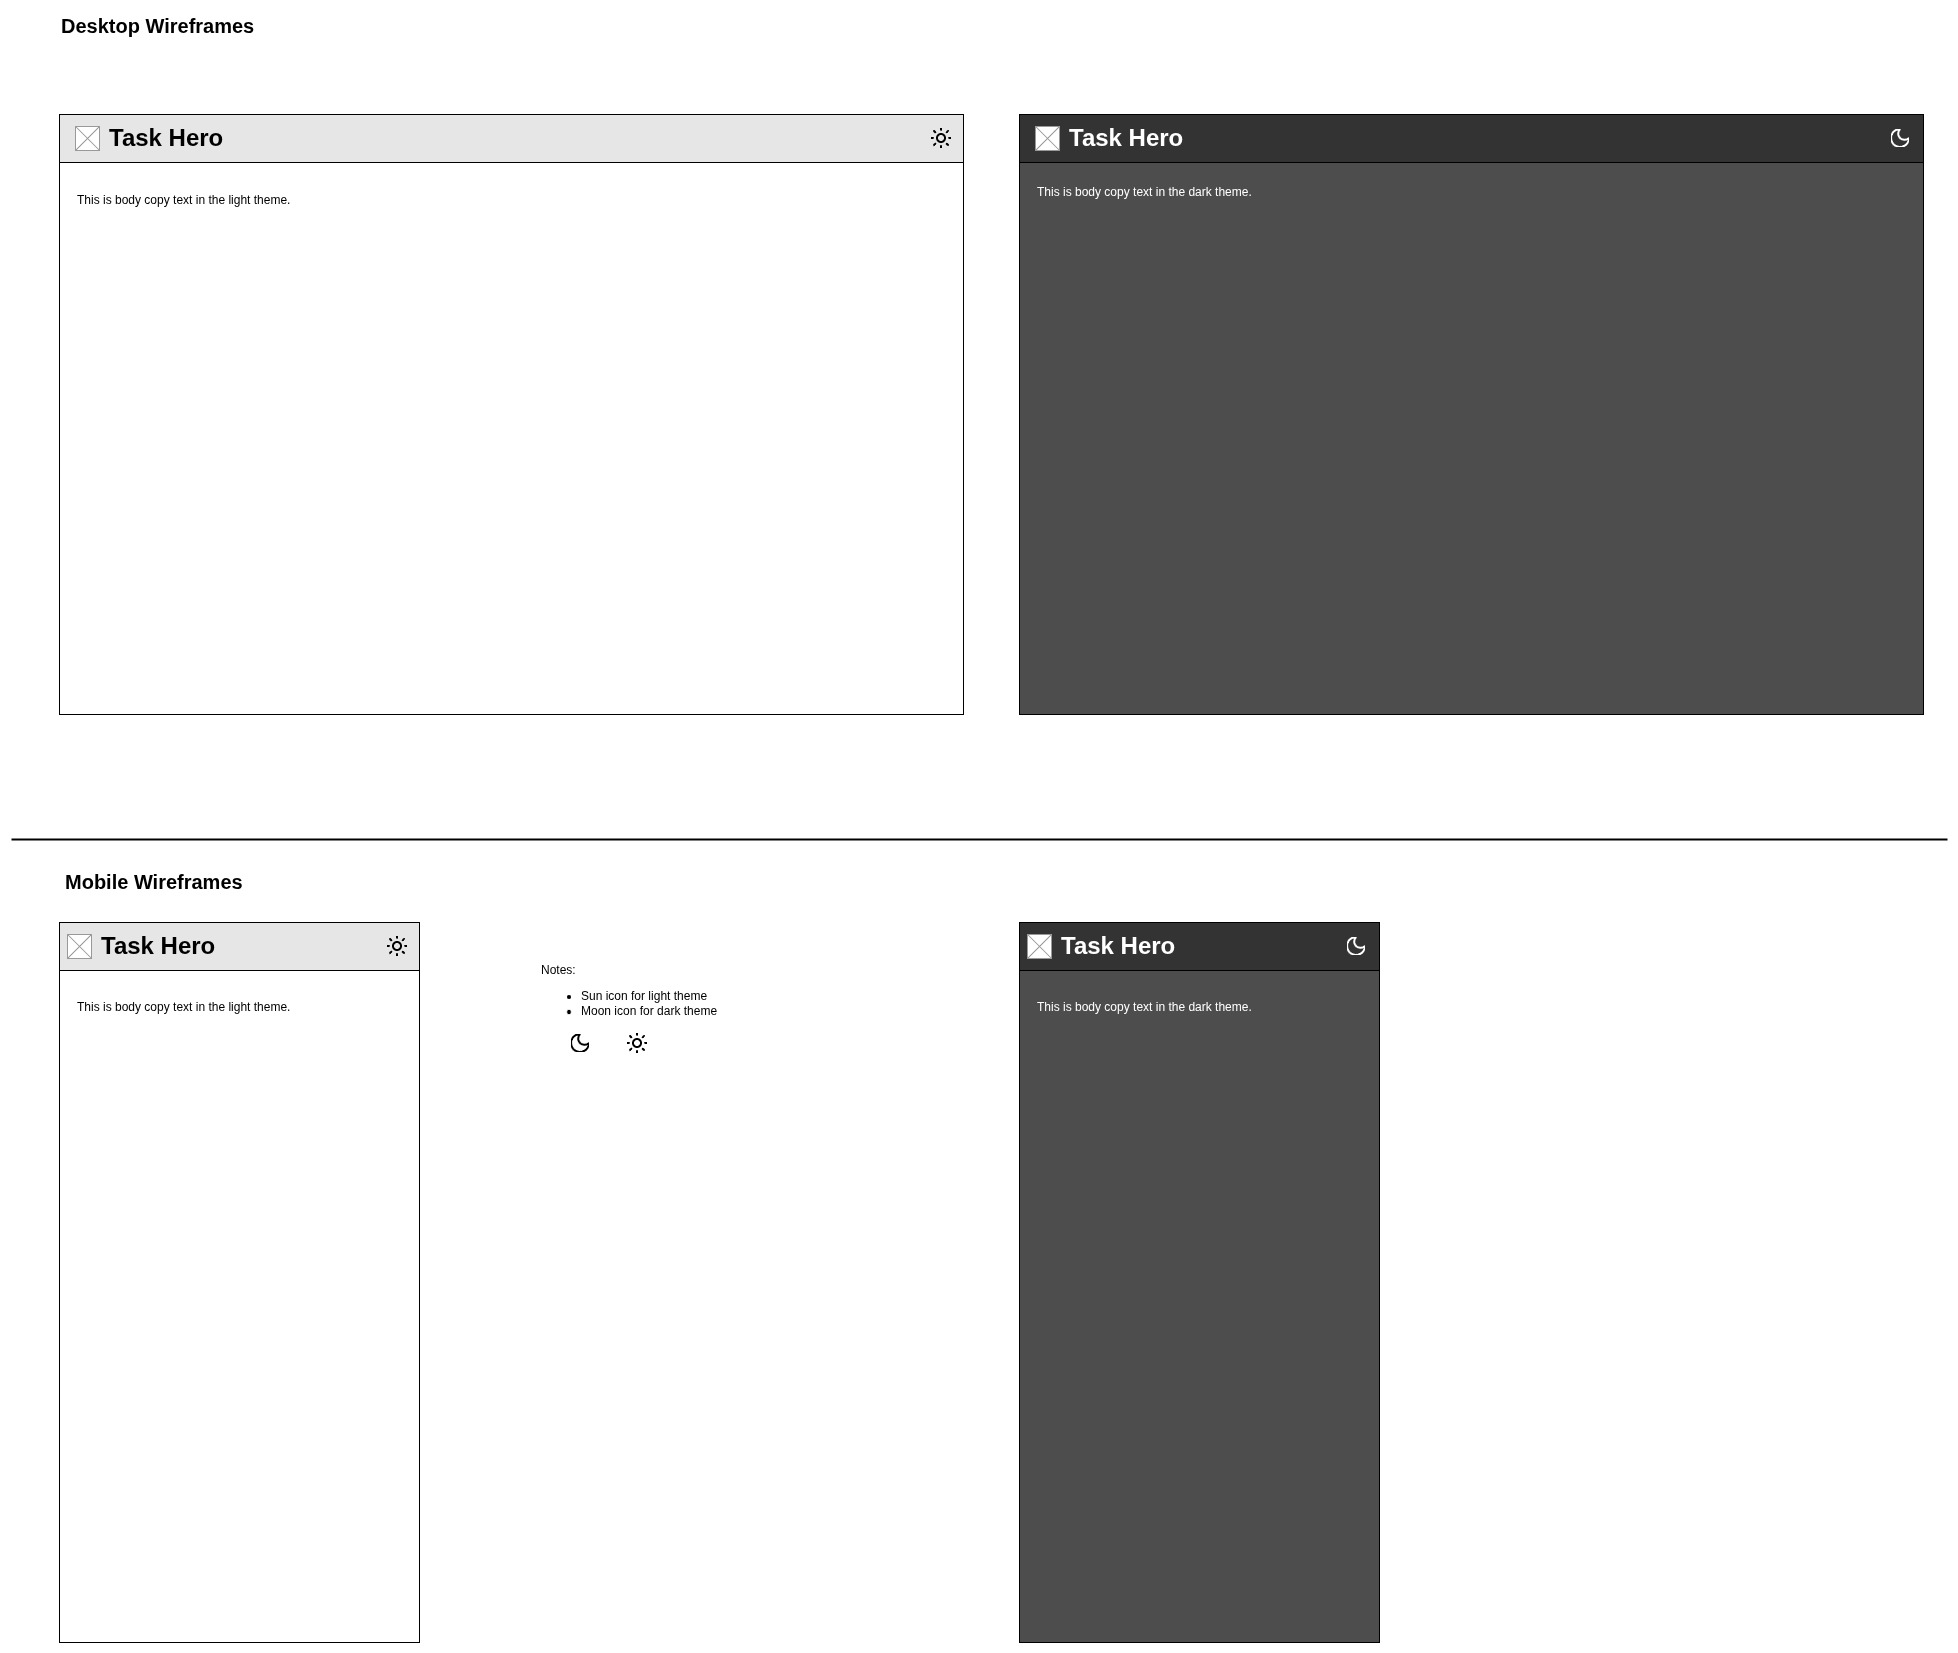 Desktop Wireframes
Task Hero
This is body copy text in the light theme.
Task Hero
This is body copy text in the dark theme.
Mobile Wireframes
Task Hero
This is body copy text in the light theme.
Notes:
Sun icon for light theme
Moon icon for dark theme
Task Hero
This is body copy text in the dark theme.